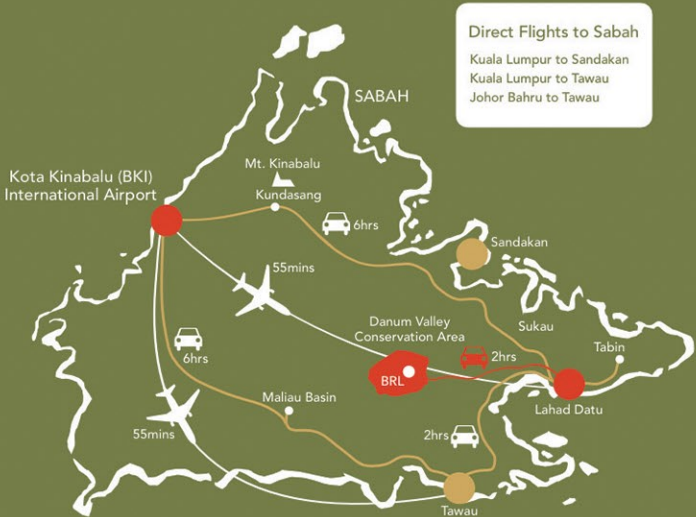 Direct Flights to Sabah
Kuala Lumpur to Sandakan
Kuala Lumpur to Tawau
Johor Bahru to Tawau
SABAH
Mt. Kinabalu
Kundasang
Kota Kinabalu (BKI)
International Airport
6hrs
Sandakan
55mins
Danum Valley
Conservation Area
Sukau
6hrs
2hrs
Tabin
BRL
Maliau Basin
Lahad Datu
55mins
2hrs
Tawau